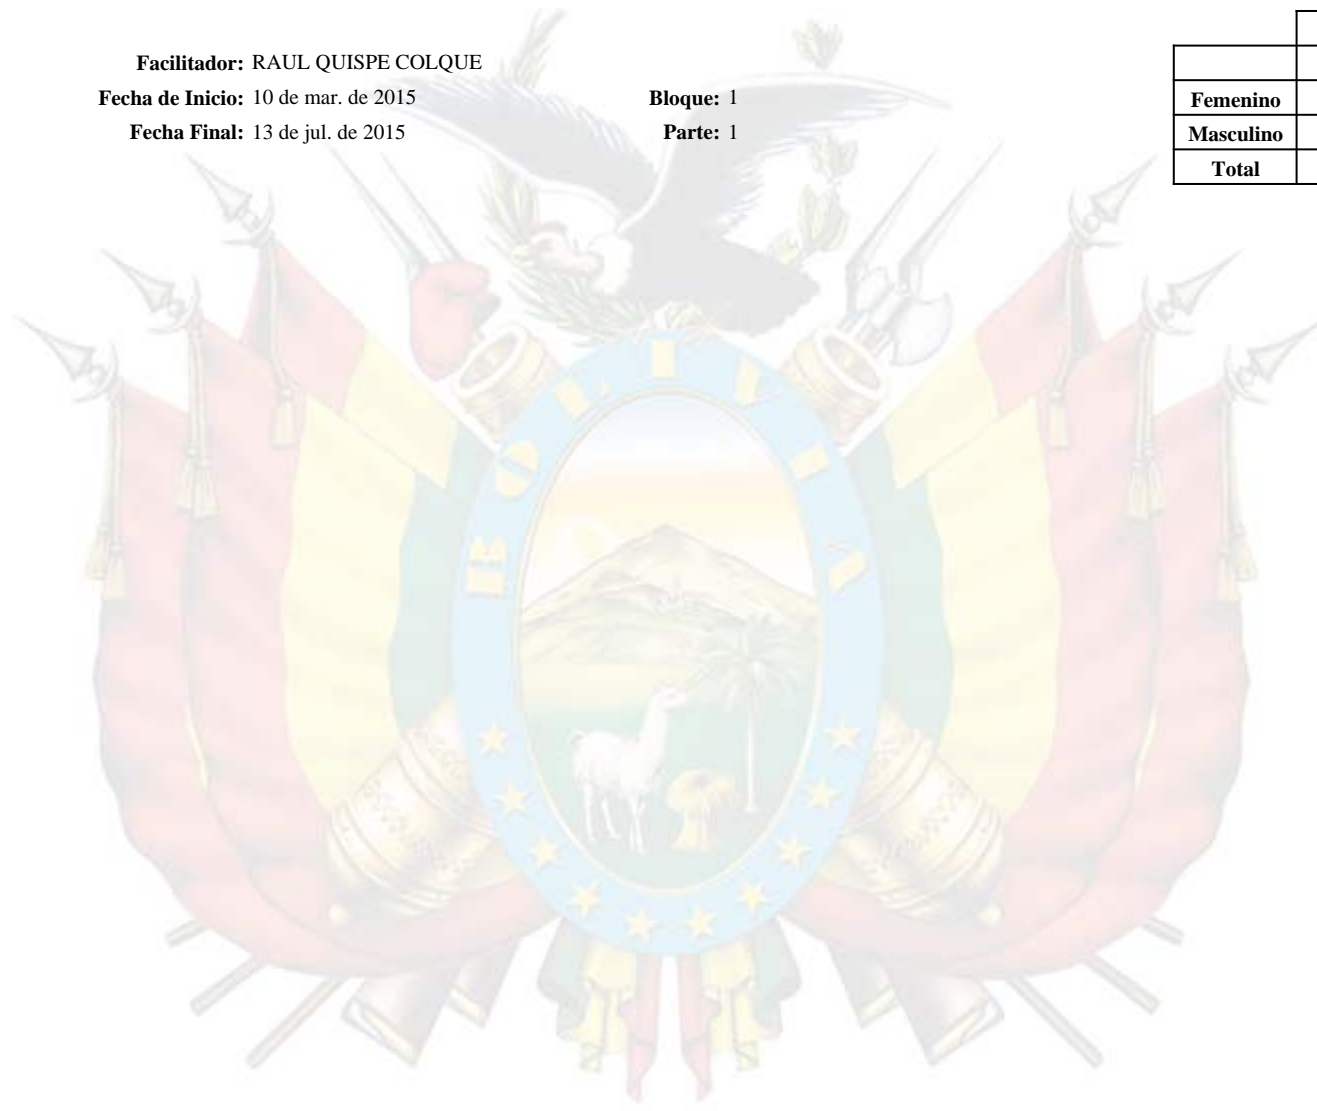 Facilitador: RAUL QUISPE COLQUE
Fecha de Inicio: 10 de mar. de 2015 Bloque: 1
Fecha Final: 13 de jul. de 2015 Parte: 1
Femenino
Masculino
Total
BOLIVIA